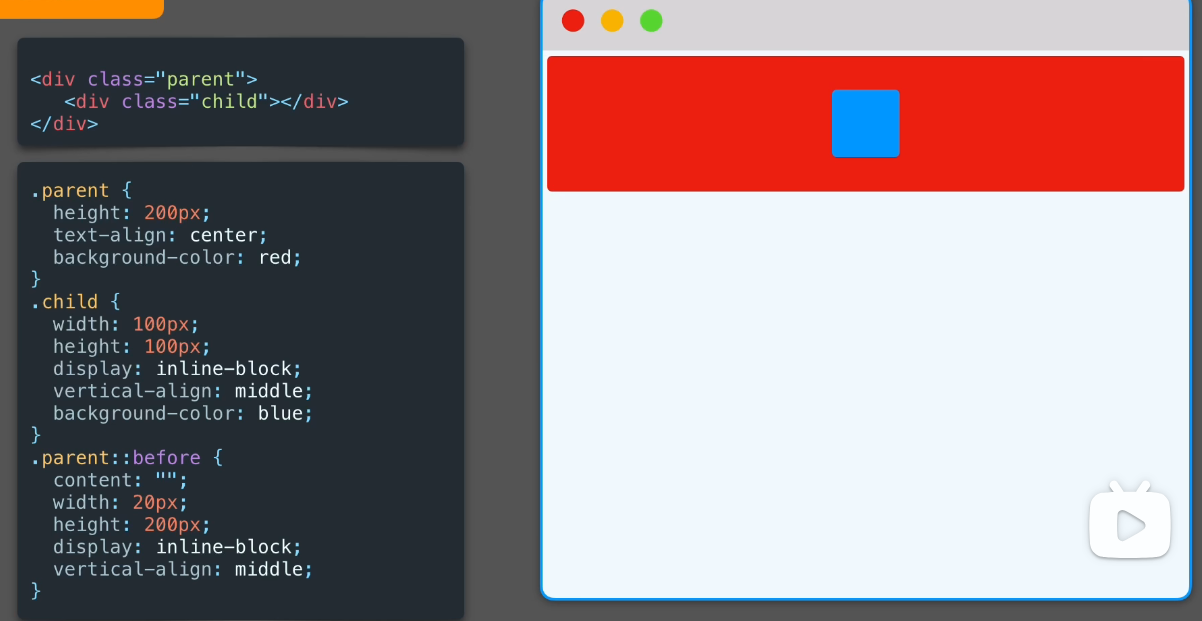 <div class="parent">
   <div class="child"></div>
</div>
.parent {
  height: 200px;
  text-align: center;
  background-color: red;
}
.child {
  width: 100px;
  height: 100px;
  display: inline-block;
  vertical-align: middle;
  background-color: blue;
}
.parent::before {
  content: "";
  width: 20px;
  height: 200px;
  display: inline-block;
  vertical-align: middle;
}